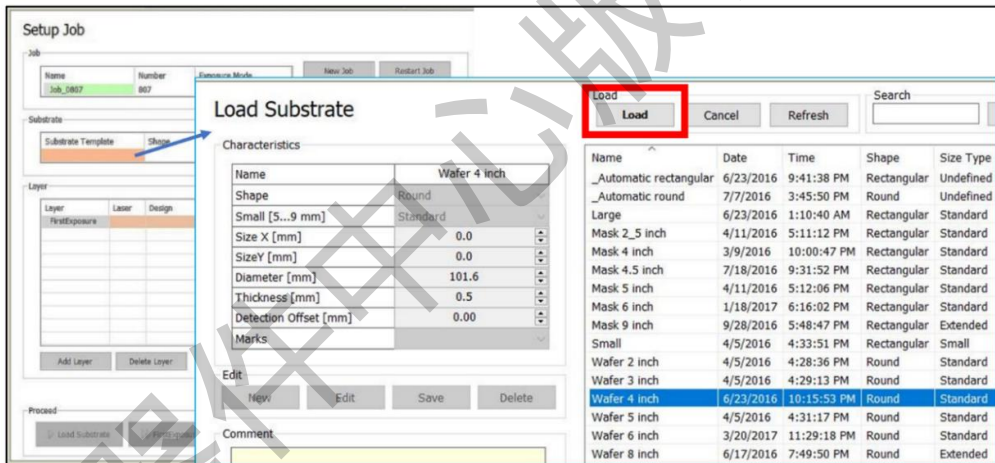 Setup Job
Job
Name Number Exposure Mode New Job Restart Job
Job_0807 807
Substrate
Substrate Template Shape
Layer
Layer Laser Design
FirstExposure
Add Layer Delete Layer
Proceed
Load Substrate
Load Substrate
Characteristics
Name Wafer 4 inch
Shape Round
Small [5...9 mm] Standard
Size X [mm] 0.0
SizeY [mm] 0.0
Diameter [mm] 101.6
Thickness [mm] 0.5
Detection Offset [mm] 0.00
Marks
Edit
New Edit Save Delete
Comment
Load Search
Load Cancel Refresh
Name Date Time Shape Size Type
_Automatic rectangular 6/23/2016 9:41:38 PM Rectangular Undefined
_Automatic round 7/7/2016 3:45:50 PM Round Undefined
Large 6/23/2016 1:10:40 AM Rectangular Standard
Mask 2_5 inch 4/11/2016 5:11:12 PM Rectangular Standard
Mask 4 inch 3/9/2016 10:00:47 PM Rectangular Standard
Mask 4.5 inch 7/18/2016 9:31:52 PM Rectangular Standard
Mask 5 inch 4/11/2016 5:12:06 PM Rectangular Standard
Mask 6 inch 1/18/2017 6:16:02 PM Rectangular Standard
Mask 9 inch 9/28/2016 5:48:47 PM Rectangular Extended
Small 4/5/2016 4:33:51 PM Rectangular Small
Wafer 2 inch 4/5/2016 4:28:36 PM Round Standard
Wafer 3 inch 4/5/2016 4:29:13 PM Round Standard
Wafer 4 inch 6/23/2016 10:15:53 PM Round Standard
Wafer 5 inch 4/5/2016 4:31:17 PM Round Standard
Wafer 6 inch 3/20/2017 11:29:18 PM Round Standard
Wafer 8 inch 6/17/2016 7:49:50 PM Round Extended
件中心版